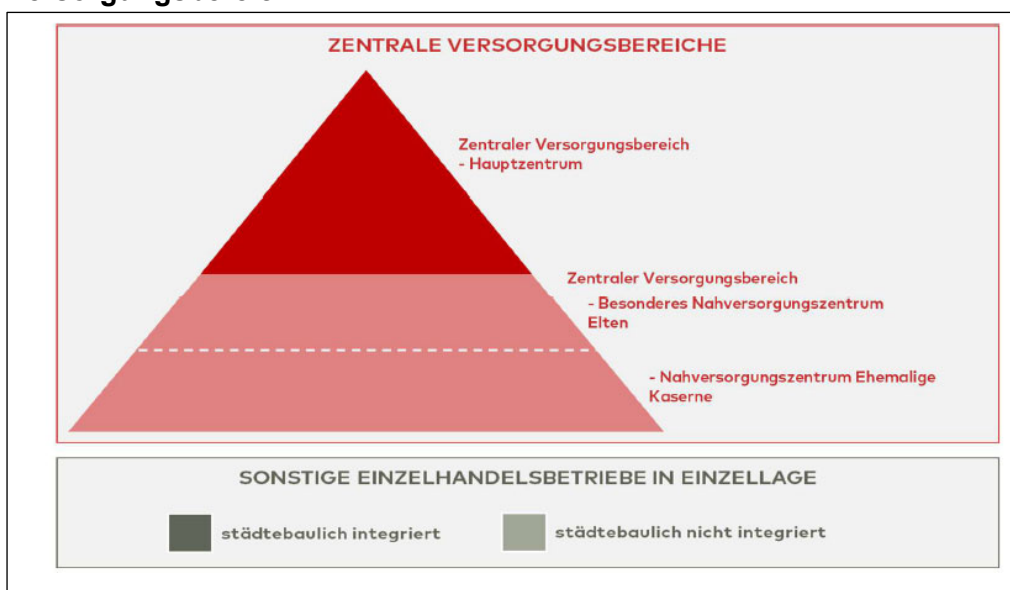 ZENTRALE VERSORGUNGSBEREICHE
Zentraler Versorgungsbereich
- Hauptzentrum
Zentraler Versorgungsbereich
- Besonderes Nahversorgungszentrum
Elten
- Nahversorgungszentrum Ehemalige
Kaserne
SONSTIGE EINZELHANDELSBETRIEBE IN EINZELLAGE
städtebaulich integriert
städtebaulich nicht integriert